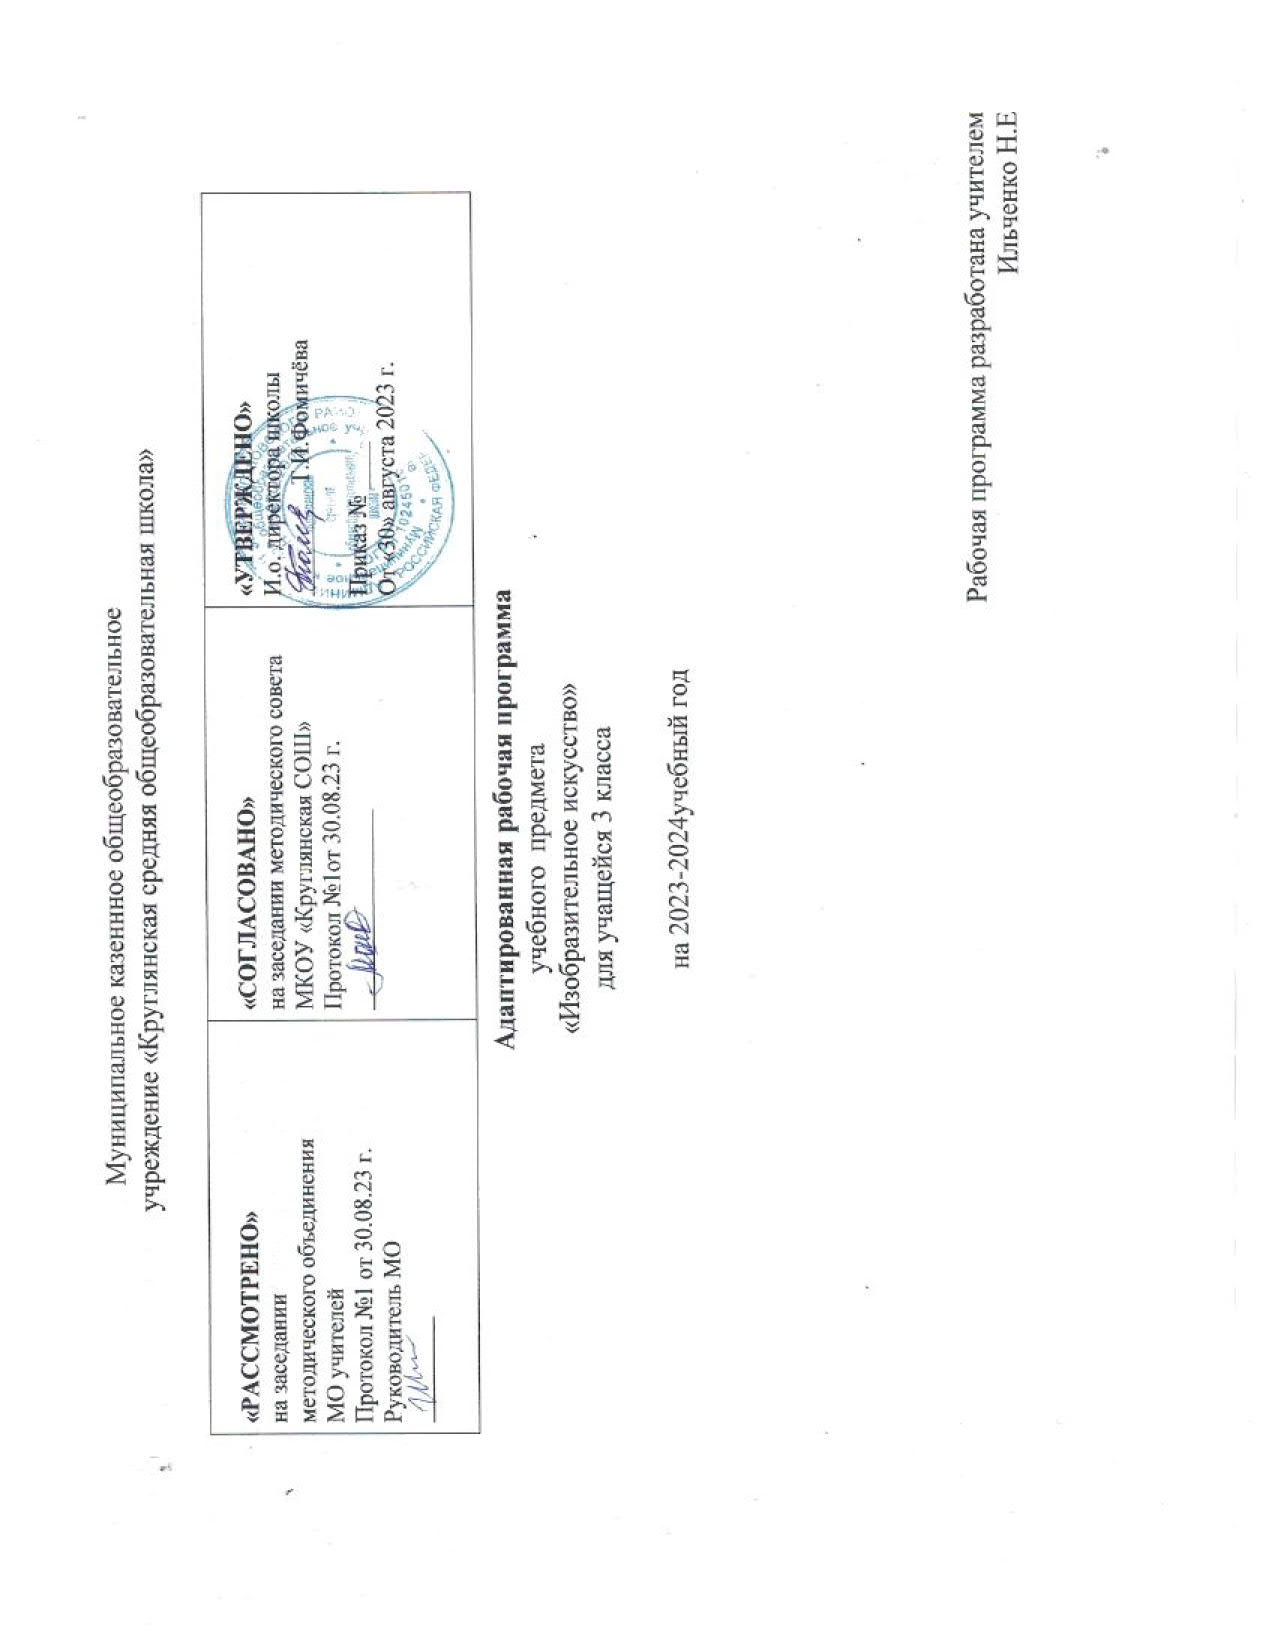 Муниципальное казеннное общеобразовательное
учреждение «Круглянская средняя общеобразовательная школа»
«РАССМОТРЕНО»
на заседании
методического объединения
МО учителей
Протокол №1 от 30.08.23 г.
Руководитель МО
«СОГЛАСОВАНО»
на заседании методического совета
МКОУ «Круглянская СОШ»
Протокол №1от 30.08.23 г.
«УТВЕРЖДЕНО»
И.о. директора школы
Т.И.Фомичёва
Приказ №
От «30» августа 2023 г.
Адаптированная рабочая программа
учебного предмета
«Изобразительное искусство»
для учащейся 3 класса
на 2023-2024учебный год
Рабочая программа разработана учителем
Ильченко Н.Е
РОССИЙСКАЯ